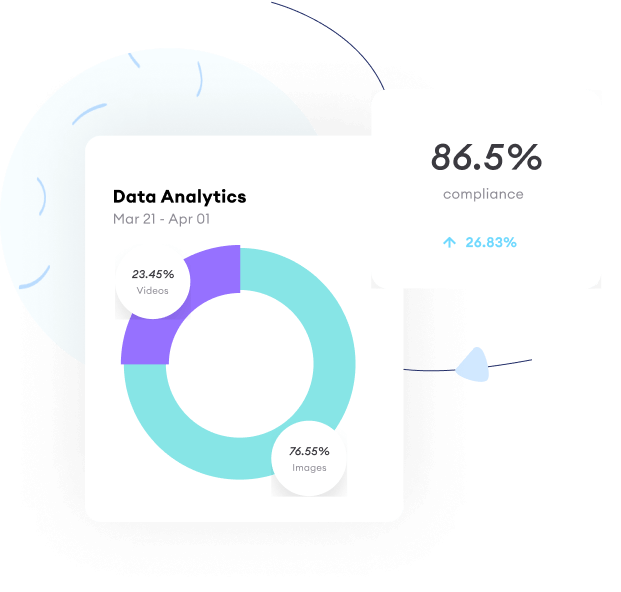 86.5%
compliance
26.83%
Data Analytics
Mar 21 - Apr 01
23.45%
Videos
76.55%
Images